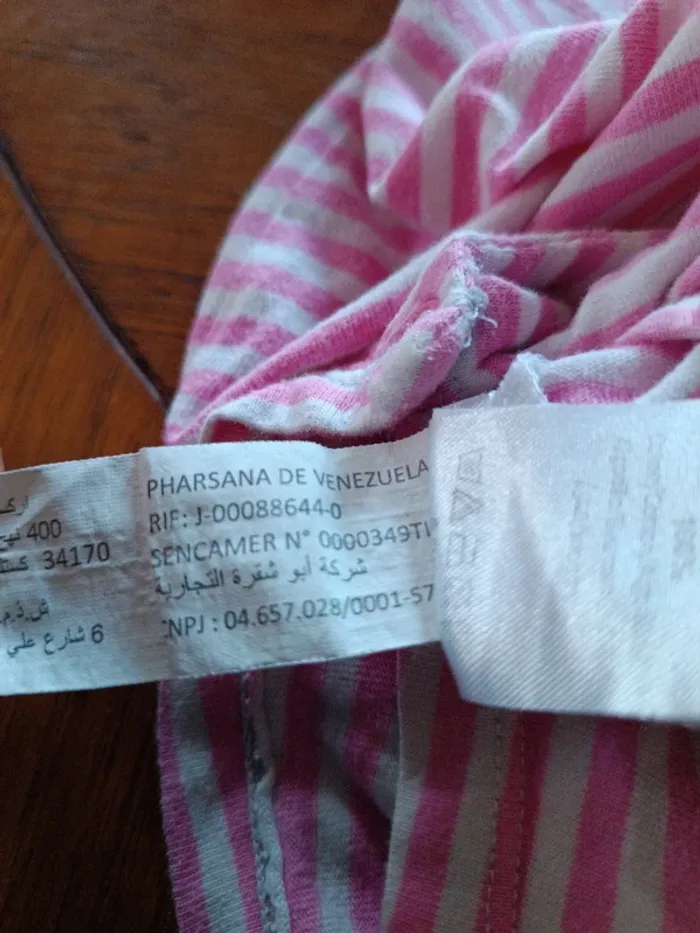 PHARSANA DE VENEZUELA
RIF: J-00088644-0
SENCAMER N° 0000349TI
شركة أبو شقرة التجارية
NPJ : 04.657.028/0001-57
400 نهج
34170
ش.ذ.م.
6 شارع علي